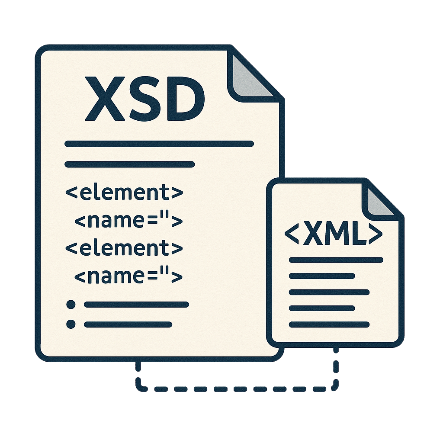 XSD
<element>
<name=">
<element>
<name=">
<XML>